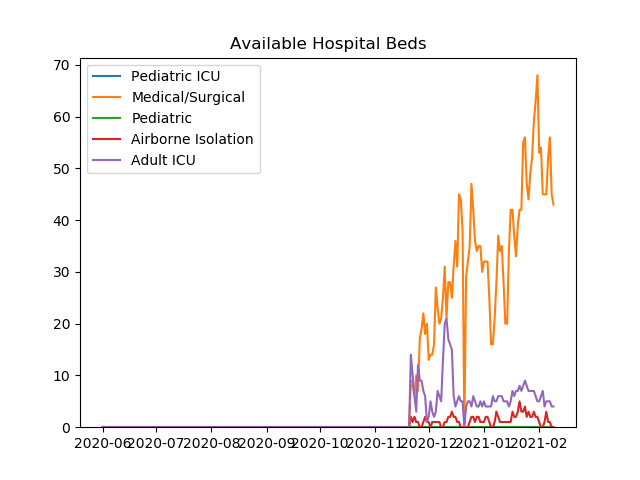 Available Hospital Beds
70
60
50
40
30
20
10
0
Pediatric ICU
Medical/Surgical
Pediatric
Airborne Isolation
Adult ICU
2020-06 2020-07 2020-08 2020-09 2020-10 2020-11 2020-12 2021-01 2021-02